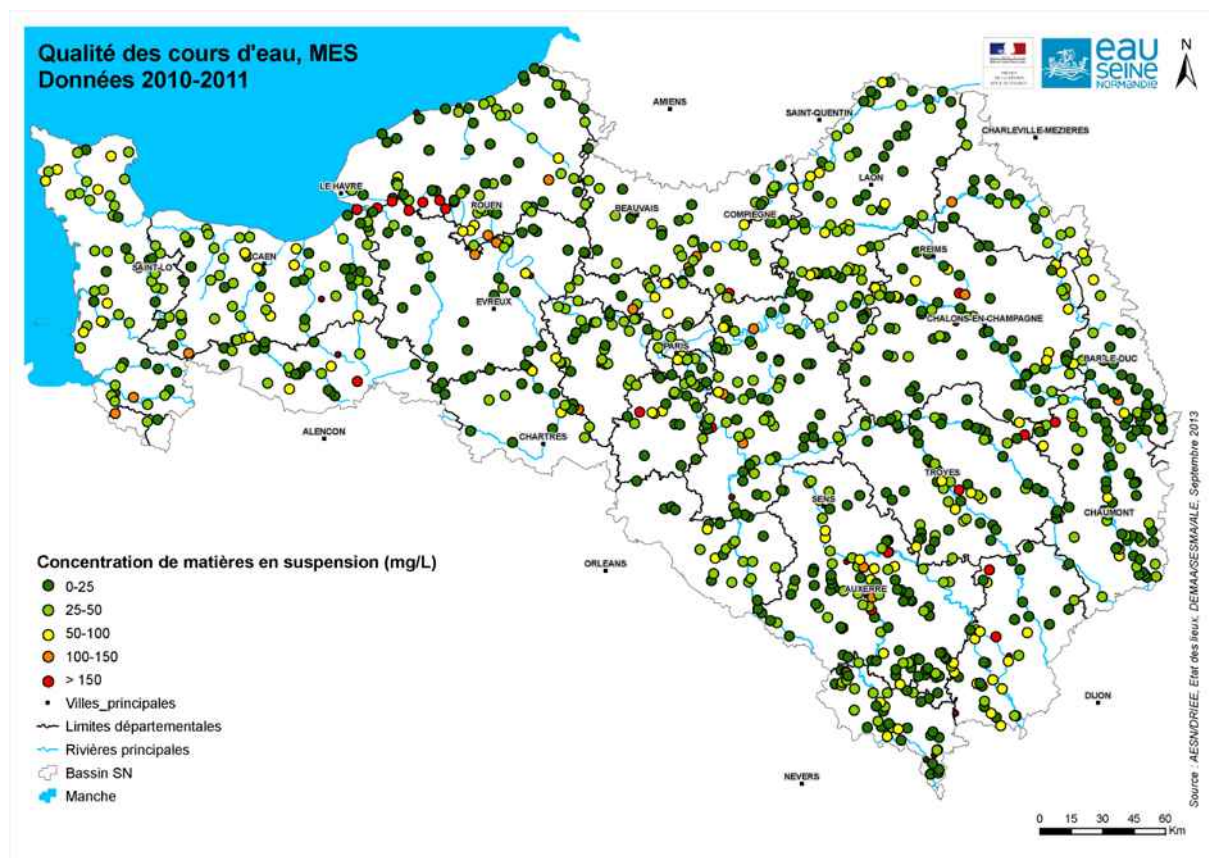 Qualité des cours d'eau, MES
Données 2010-2011
eau
SEINE
NORMANDIE
N
AMIENS
SAINT-QUENTIN
CHARLEVILLE-MEZIERES
LAON
LE HAVRE
ROUEN
BEAUVAIS
COMPIEGNE
REIMS
SAINT-LO
CAEN
EVREUX
CHALONS-EN-CHAMPAGNE
PARIS
BAR-LE-DUC
ALENCON
CHARTRES
TROYES
SENS
CHAUMONT
ORLEANS
AUXERRE
DIJON
NEVERS
Concentration de matières en suspension (mg/L)
0-25
25-50
50-100
100-150
> 150
Villes_principales
Limites départementales
Rivières principales
Bassin SN
Manche
0 15 30 45 60
Km
Source : AESN/DRIEE, Etat des lieux, DEMAA/SESMA/ALE, Septembre 2013